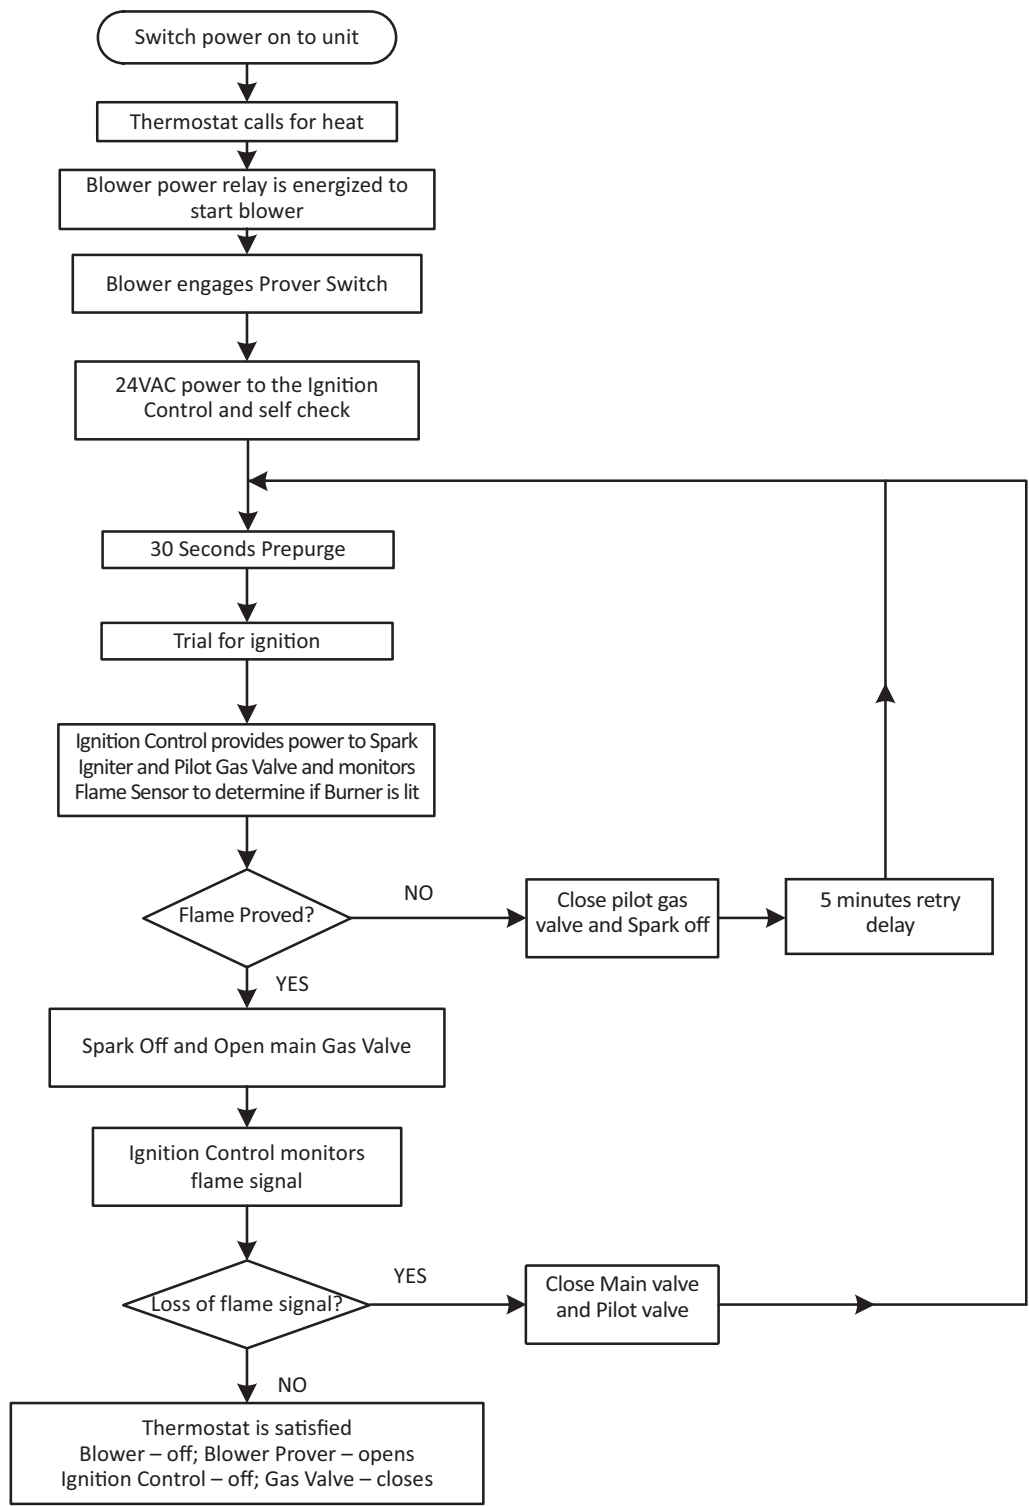 Switch power on to unit
Thermostat calls for heat
Blower power relay is energized to
start blower
Blower engages Prover Switch
24VAC power to the Ignition
Control and self check
30 Seconds Prepurge
Trial for ignition
Ignition Control provides power to Spark
Igniter and Pilot Gas Valve and monitors
Flame Sensor to determine if Burner is lit
Flame Proved?
NO
Close pilot gas
valve and Spark off
5 minutes retry
delay
YES
Spark Off and Open main Gas Valve
Ignition Control monitors
flame signal
Loss of flame signal?
YES
Close Main valve
and Pilot valve
NO
Thermostat is satisfied
Blower – off; Blower Prover – opens
Ignition Control – off; Gas Valve – closes